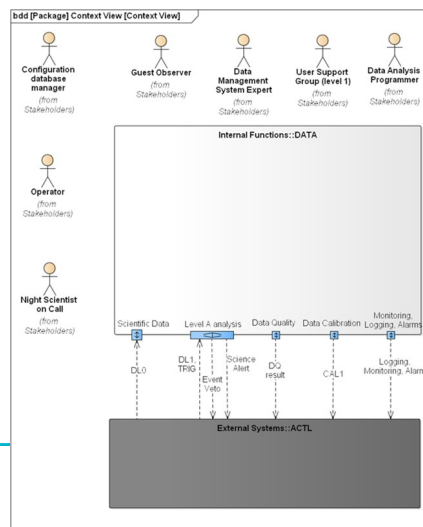 bdd [Package] Context View [Context View]
Configuration
database
manager
(from
Stakeholders)
Guest Observer
(from
Stakeholders)
Data
Management
System Expert
(from
Stakeholders)
User Support
Group (level 1)
(from
Stakeholders)
Data Analysis
Programmer
(from
Stakeholders)
Internal Functions::DATA
Operator
(from
Stakeholders)
Night Scientist
on Call
(from
Stakeholders)
Scientific Data
Level A analysis
Data Quality
Data Calibration
Monitoring,
Logging, Alarms
DL0
DL1,
TRIG
Event
Veto
Science
Alert
DQ
result
CAL1
Logging,
Monitoring, Alarm
External Systems::ACTL